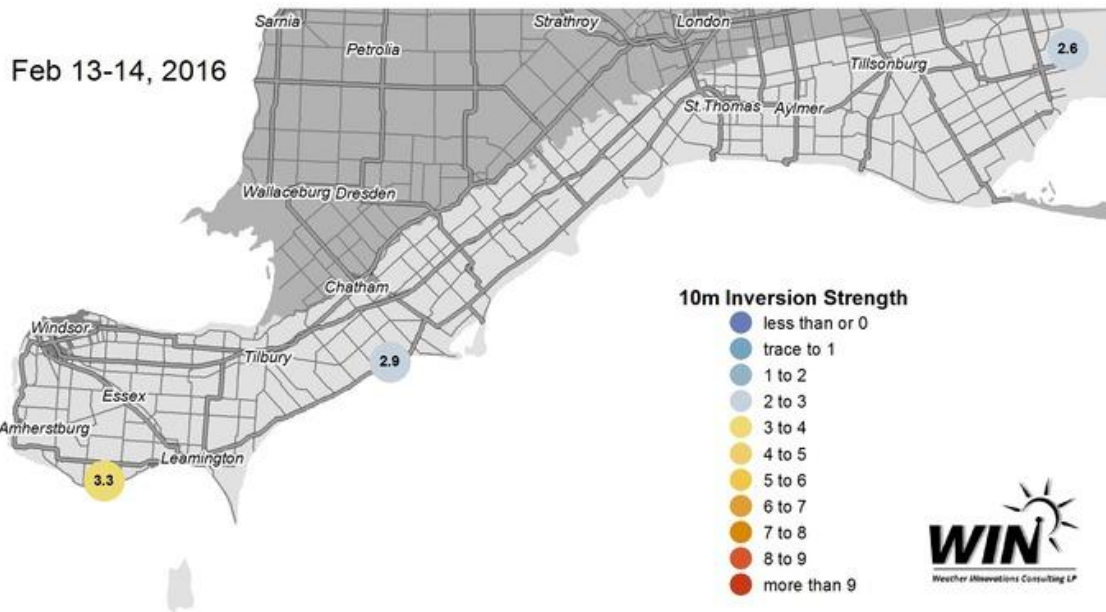 Sarnia
Strathroy
London
Petrolia
Feb 13-14, 2016
2.6
Tillsonburg
St.Thomas
Aylmer
Wallaceburg
Dresden
Chatham
10m Inversion Strength
less than or 0
trace to 1
1 to 2
2 to 3
3 to 4
4 to 5
5 to 6
6 to 7
7 to 8
8 to 9
more than 9
Windsor
Tilbury
2.9
Essex
Amherstburg
Leamington
3.3
WIN
Weather INnovations Consulting LP